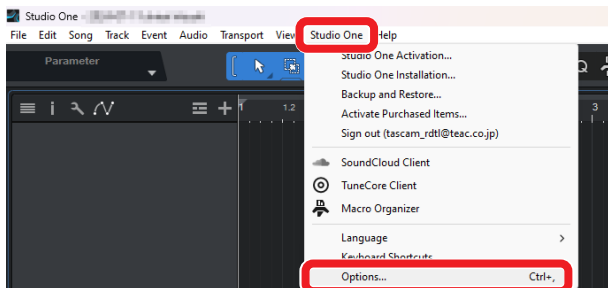 Studio One
File Edit Song Track Event Audio Transport View Studio One Help
Parameter
1 1.2 3
Studio One Activation...
Studio One Installation...
Backup and Restore...
Activate Purchased Items...
Sign out (tascam_rdtl@teac.co.jp)
SoundCloud Client
TuneCore Client
Macro Organizer
Language
Keyboard Shortcuts
Options... Ctrl+,